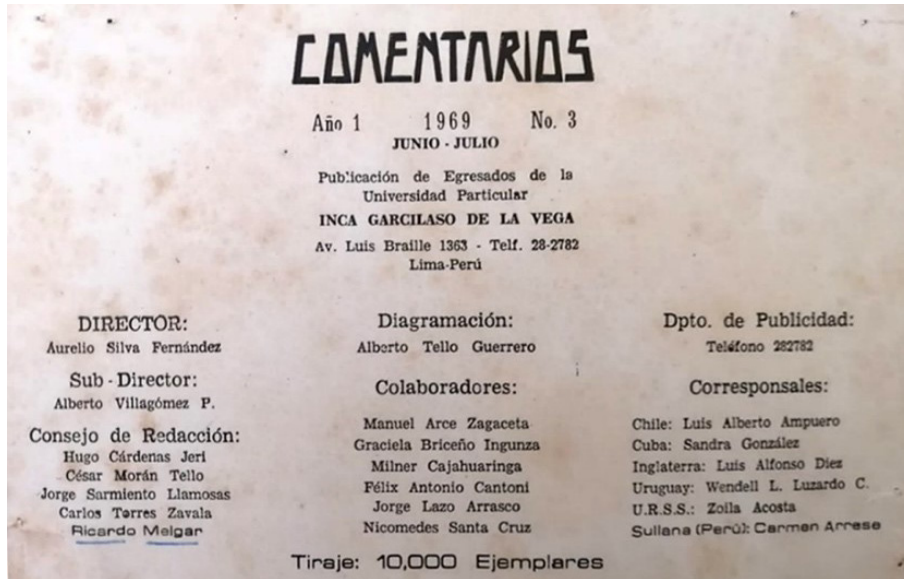 COMENTARIOS
Año 1 1969 No. 3
JUNIO - JULIO
Publicación de Egresados de la
Universidad Particular
INCA GARCILASO DE LA VEGA
Av. Luis Braille 1363 - Telf. 28-2782
Lima-Perú
DIRECTOR:
Aurelio Silva Fernández
Sub - Director:
Alberto Villagómez P.
Consejo de Redacción:
Hugo Cárdenas Jeri
César Morán Tello
Jorge Sarmiento Llamosas
Carlos Torres Zavala
Ricardo Melgar
Diagramación:
Alberto Tello Guerrero
Colaboradores:
Manuel Arce Zagaceta
Graciela Briceño Ingunza
Milner Cajahuaringa
Félix Antonio Cantoni
Jorge Lazo Arrasco
Nicomedes Santa Cruz
Dpto. de Publicidad:
Teléfono 282782
Corresponsales:
Chile: Luis Alberto Ampuero
Cuba: Sandra González
Inglaterra: Luis Alfonso Diez
Uruguay: Wendell L. Luzardo C.
U.R.S.S.: Zoila Acosta
Sullana (Perú): Carmen Arrese
Tiraje: 10,000 Ejemplares